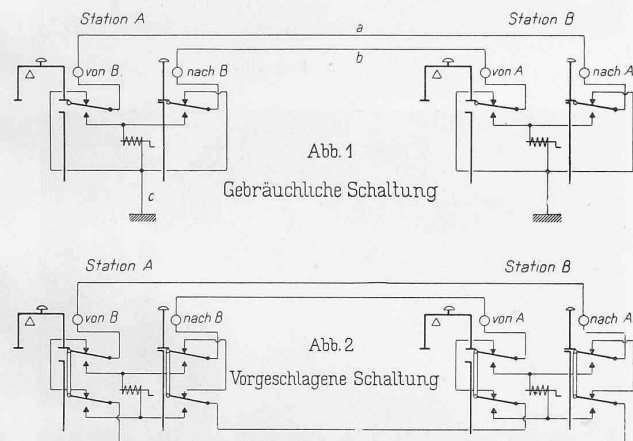 Station A
Station B
a
b
von B.
nach B
von A
nach A
Abb. 1
Gebräuchliche Schaltung
c
Station A
Station B
von B
nach B
von A
nach A
Abb. 2
Vorgeschlagene Schaltung